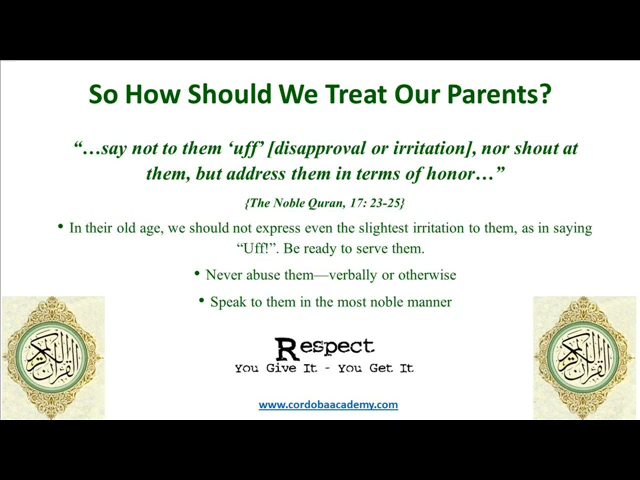 So How Should We Treat Our Parents?
“…say not to them ‘uff’ [disapproval or irritation], nor shout at
them, but address them in terms of honor…”
{The Noble Quran, 17: 23-25}
• In their old age, we should not express even the slightest irritation to them, as in saying
“Uff!”. Be ready to serve them.
• Never abuse them—verbally or otherwise
• Speak to them in the most noble manner
القرآن الكريم
القرآن الكريم
Respect
You Give It - You Get It
www.cordobaacademy.com